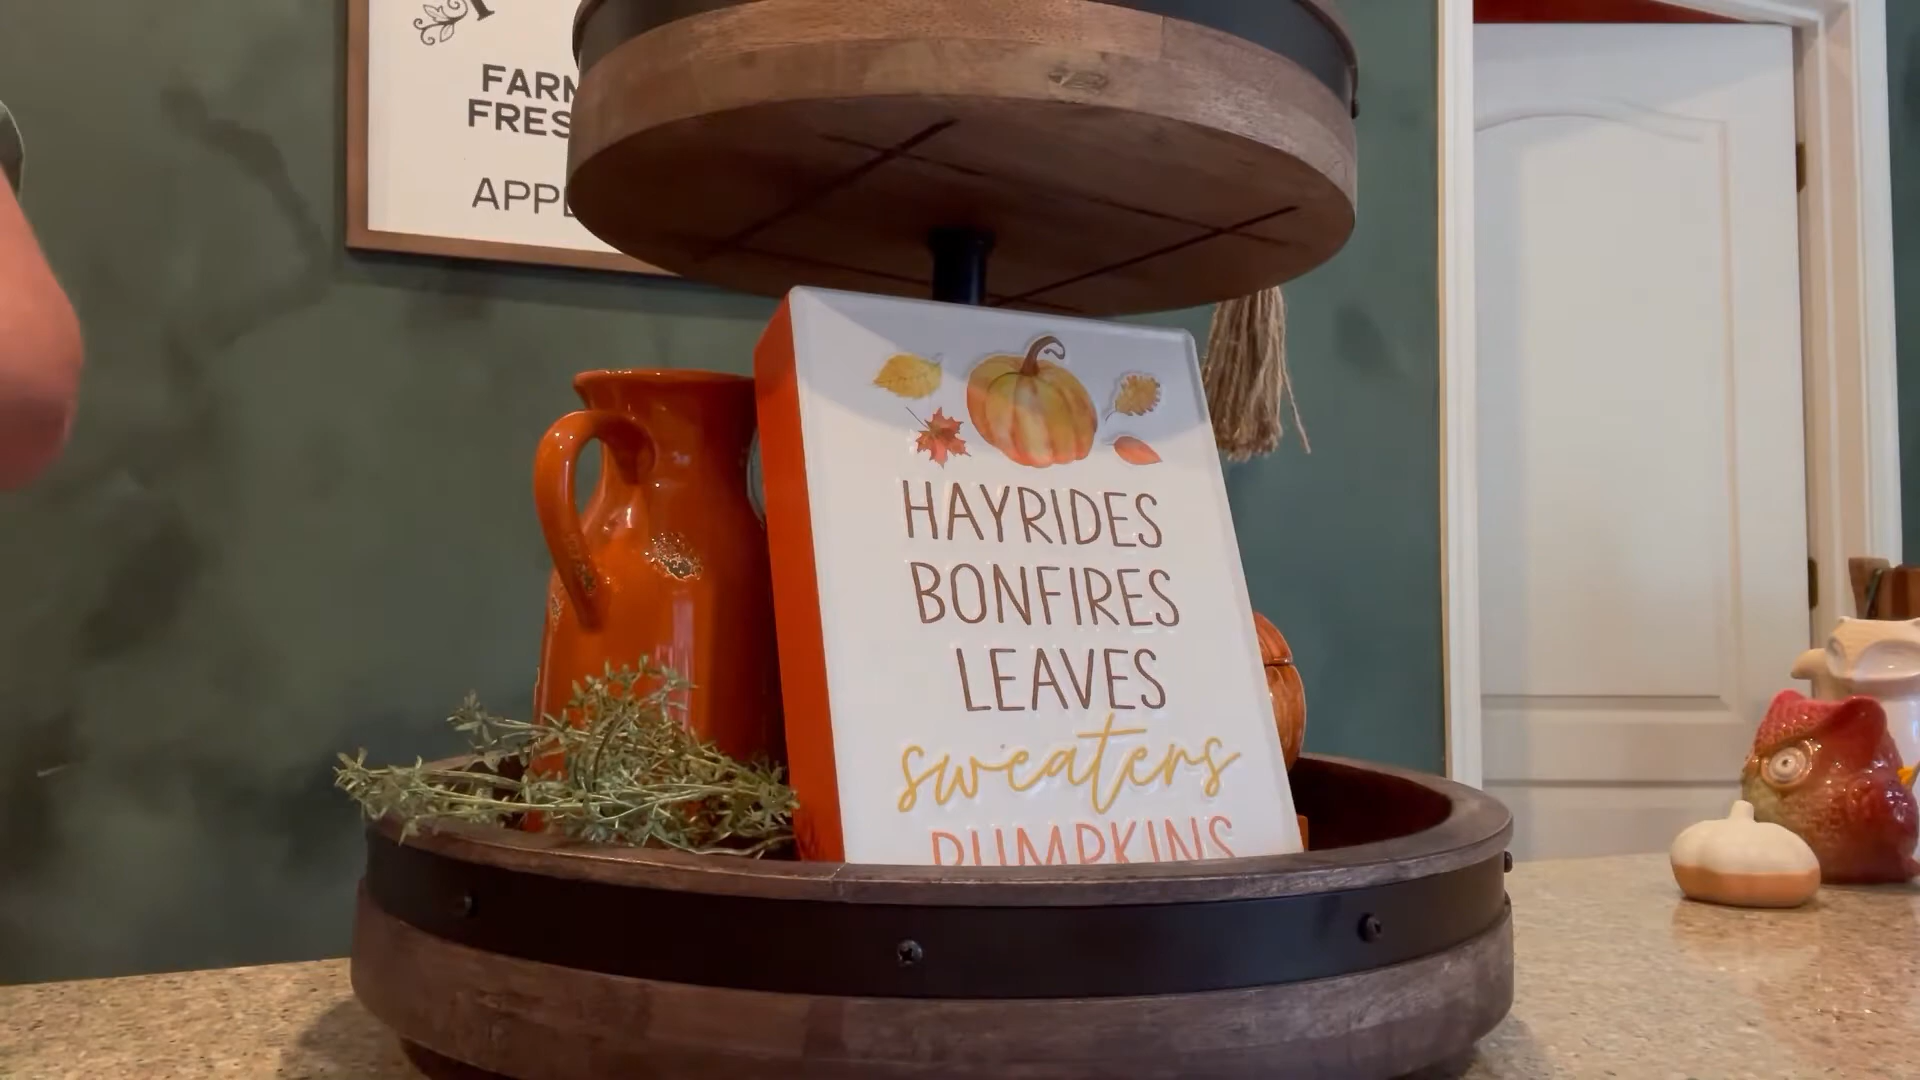 FARM
FRES
APPL
HAYRIDES
BONFIRES
LEAVES
sweaters
PUMPKINS